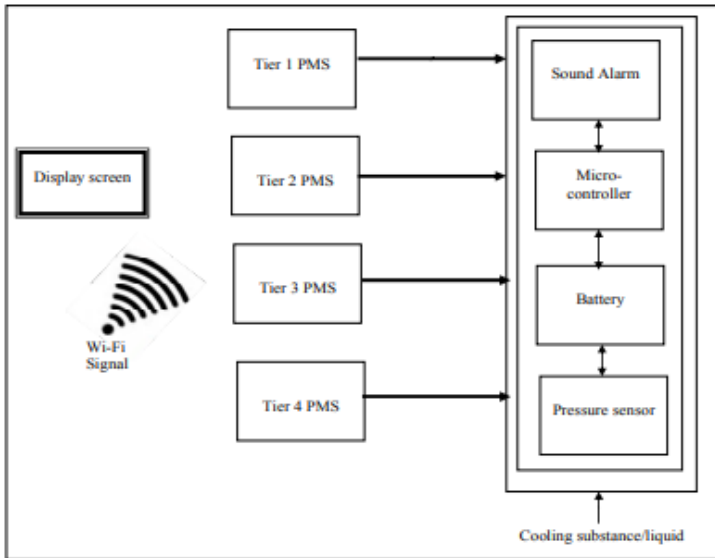 Tier 1 PMS
Sound Alarm
Display screen
Tier 2 PMS
Micro-
controller
Tier 3 PMS
Battery
Wi-Fi
Signal
Tier 4 PMS
Pressure sensor
Cooling substance/liquid